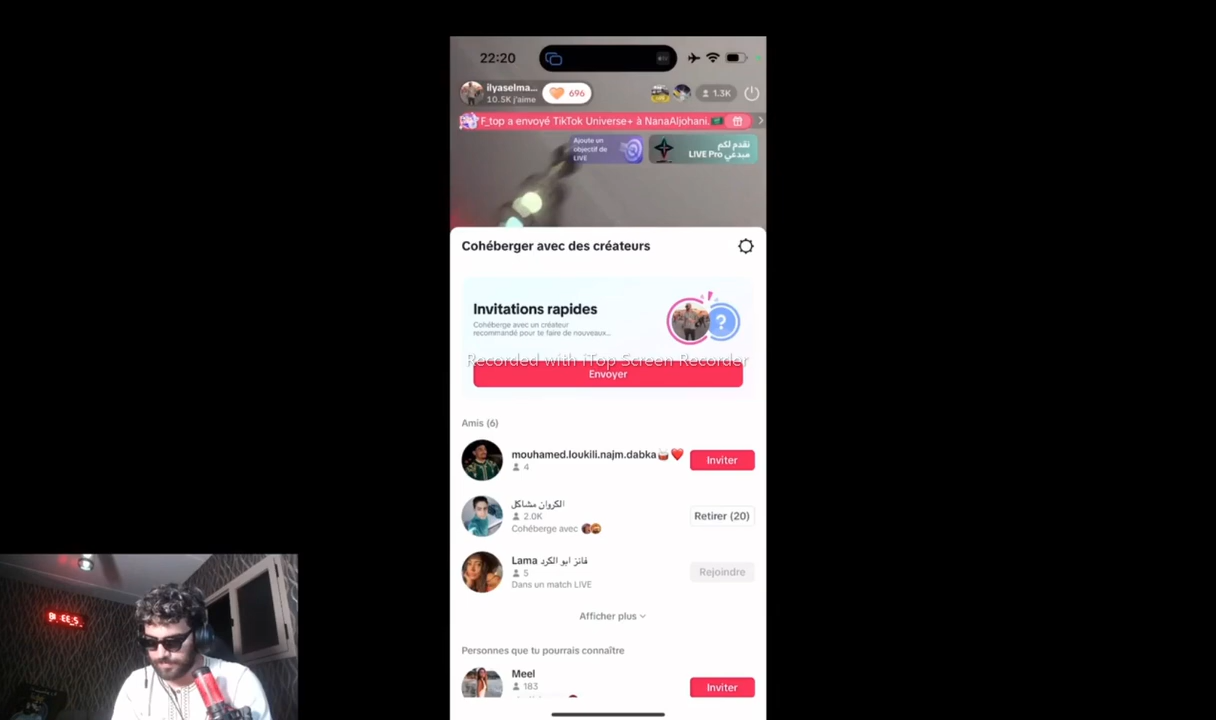 22:20
ilyaselma...
10.5K j'aime
696
1.3K
F_top a envoyé TikTok Universe+ à NanaAljohani.
Ajoute un
objectif de
LIVE
نقدم لكم
مبدعي LIVE Pro
Cohéberger avec des créateurs
Invitations rapides
Cohéberge avec un créateur
recommandé pour te faire de nouveaux...
?
Recorded with iTop Screen Recorder
Envoyer
Amis (6)
mouhamed.loukili.najm.dabka🥁❤️
4
Inviter
الكروان مشاكل
2.0K
Cohéberge avec
Retirer (20)
Lama فانز ابو الكرد
5
Dans un match LIVE
Rejoindre
Afficher plus
Personnes que tu pourrais connaître
Meel
183
Inviter